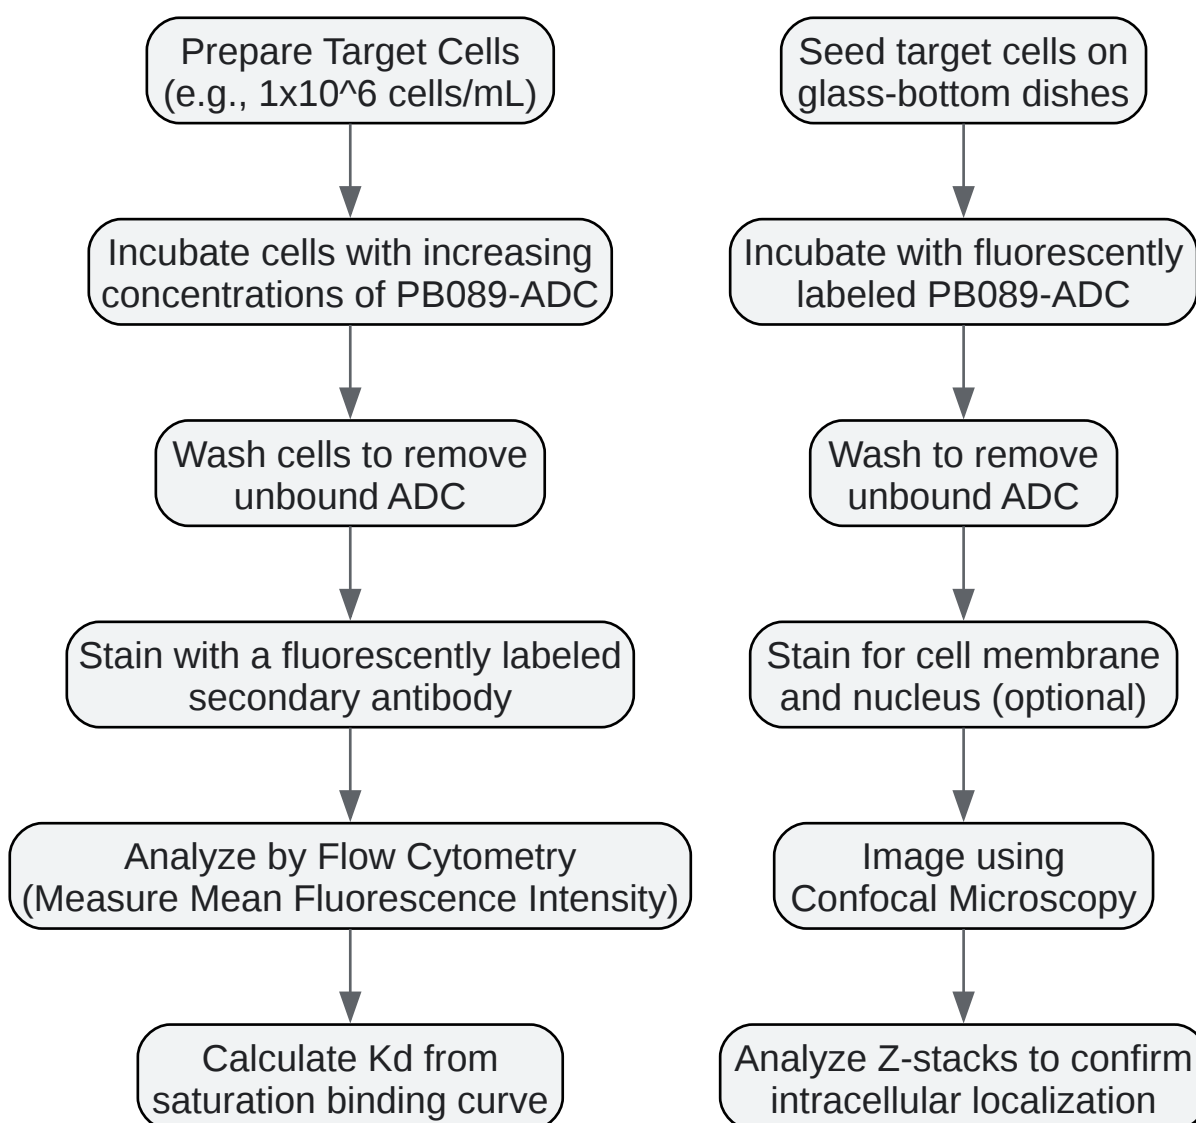 Prepare Target Cells
(e.g., 1x10^6 cells/mL)
Incubate cells with increasing
concentrations of PB089-ADC
Wash cells to remove
unbound ADC
Stain with a fluorescently labeled
secondary antibody
Analyze by Flow Cytometry
(Measure Mean Fluorescence Intensity)
Calculate Kd from
saturation binding curve
Seed target cells on
glass-bottom dishes
Incubate with fluorescently
labeled PB089-ADC
Wash to remove
unbound ADC
Stain for cell membrane
and nucleus (optional)
Image using
Confocal Microscopy
Analyze Z-stacks to confirm
intracellular localization